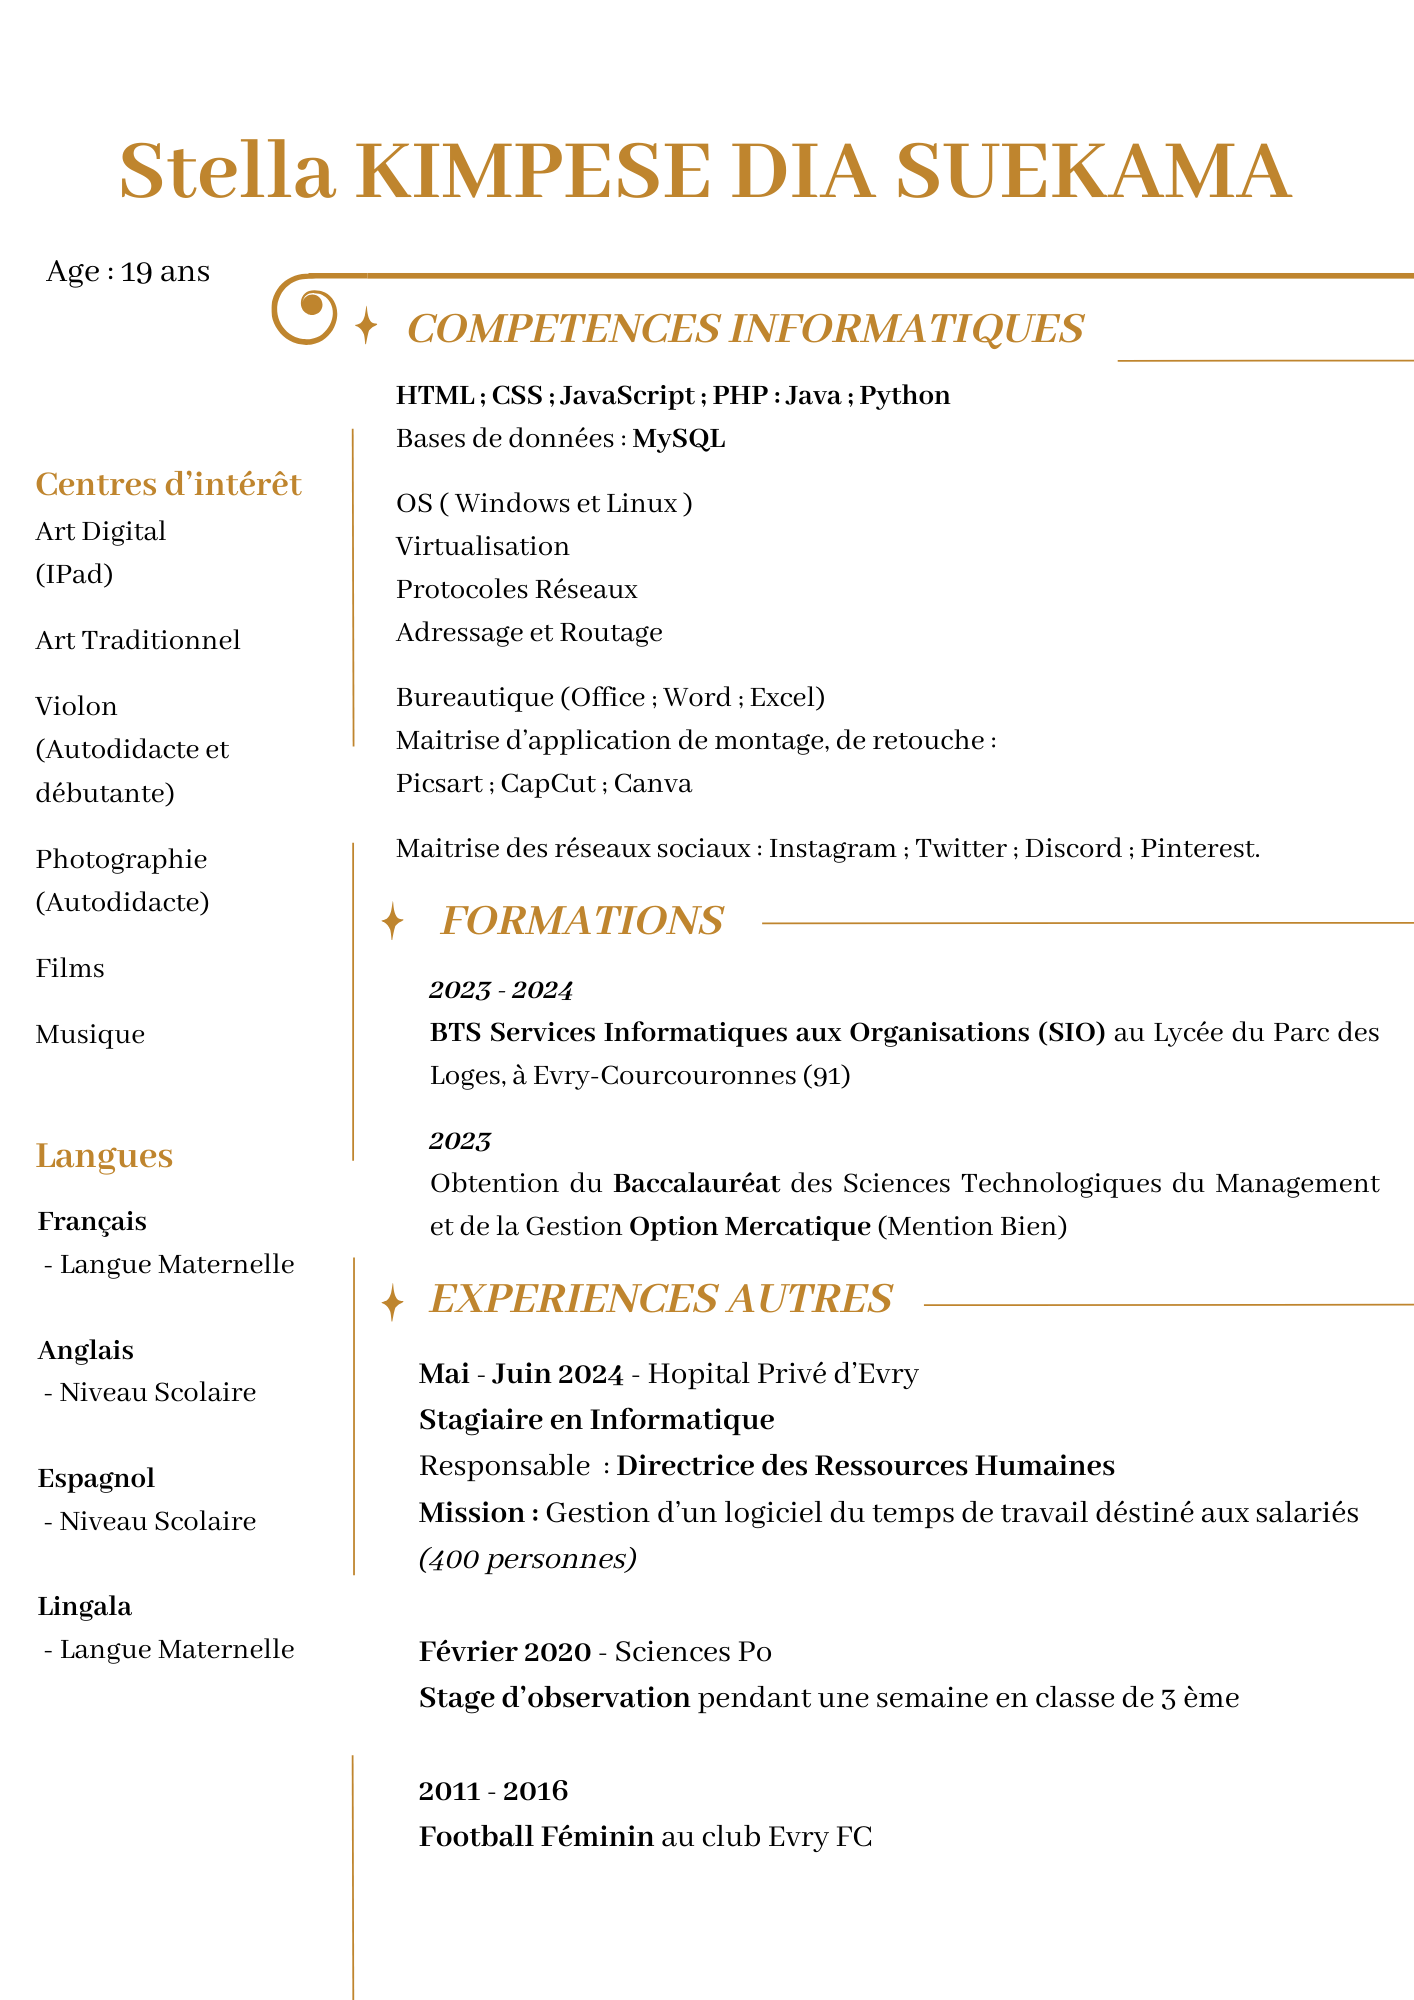 Stella KIMPESE DIA SUEKAMA
Age : 19 ans
Centres d'intérêt
Art Digital
(IPad)
Art Traditionnel
Violon
(Autodidacte et
débutante)
Photographie
(Autodidacte)
Films
Musique
Langues
Français
- Langue Maternelle
Anglais
- Niveau Scolaire
Espagnol
- Niveau Scolaire
Lingala
- Langue Maternelle
COMPETENCES INFORMATIQUES
HTML ; CSS ; JavaScript ; PHP : Java ; Python
Bases de données : MySQL
OS ( Windows et Linux )
Virtualisation
Protocoles Réseaux
Adressage et Routage
Bureautique (Office ; Word ; Excel)
Maitrise d'application de montage, de retouche :
Picsart ; CapCut ; Canva
Maitrise des réseaux sociaux : Instagram ; Twitter ; Discord ; Pinterest.
FORMATIONS
2023 - 2024
BTS Services Informatiques aux Organisations (SIO) au Lycée du Parc des
Loges, à Evry-Courcouronnes (91)
2023
Obtention du Baccalauréat des Sciences Technologiques du Management
et de la Gestion Option Mercatique (Mention Bien)
EXPERIENCES AUTRES
Mai - Juin 2024 - Hopital Privé d'Evry
Stagiaire en Informatique
Responsable : Directrice des Ressources Humaines
Mission : Gestion d'un logiciel du temps de travail déstiné aux salariés
(400 personnes)
Février 2020 - Sciences Po
Stage d'observation pendant une semaine en classe de 3 ème
2011 - 2016
Football Féminin au club Evry FC